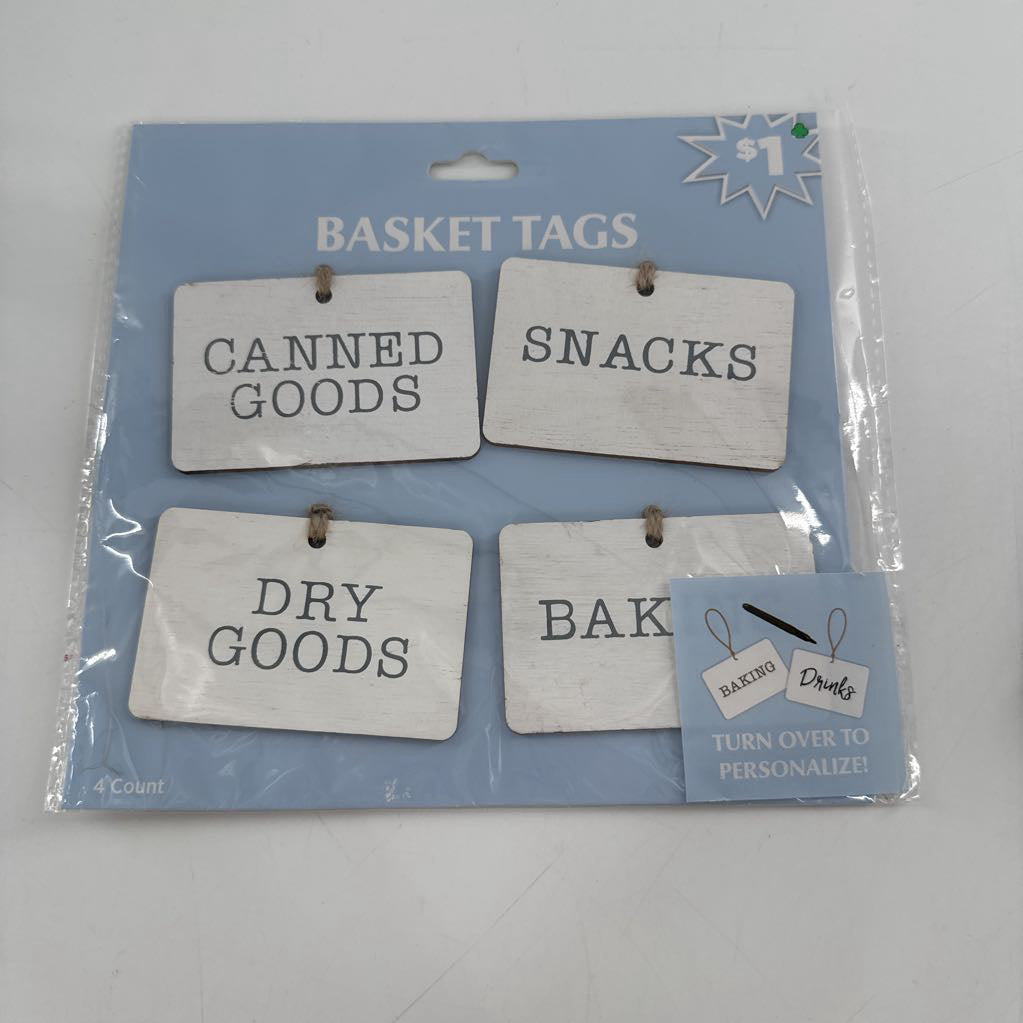 $1
BASKET TAGS
CANNED
GOODS
SNACKS
DRY
GOODS
BAK
BAKING
Drinks
TURN OVER TO
PERSONALIZE!
4 Count